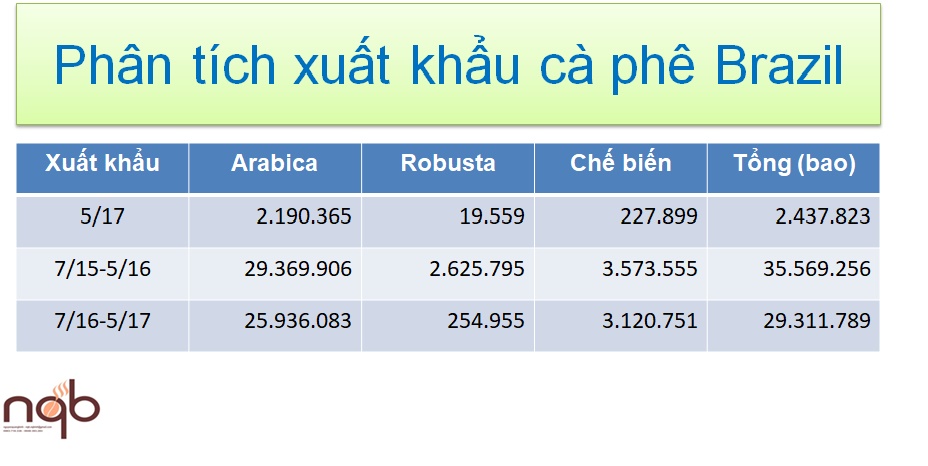 Phân tích xuất khẩu cà phê Brazil
Xuất khẩu Arabica Robusta Chế biến Tổng (bao)
5/17 2.190.365 19.559 227.899 2.437.823
7/15-5/16 29.369.906 2.625.795 3.573.555 35.569.256
7/16-5/17 25.936.083 254.955 3.120.751 29.311.789
nqb